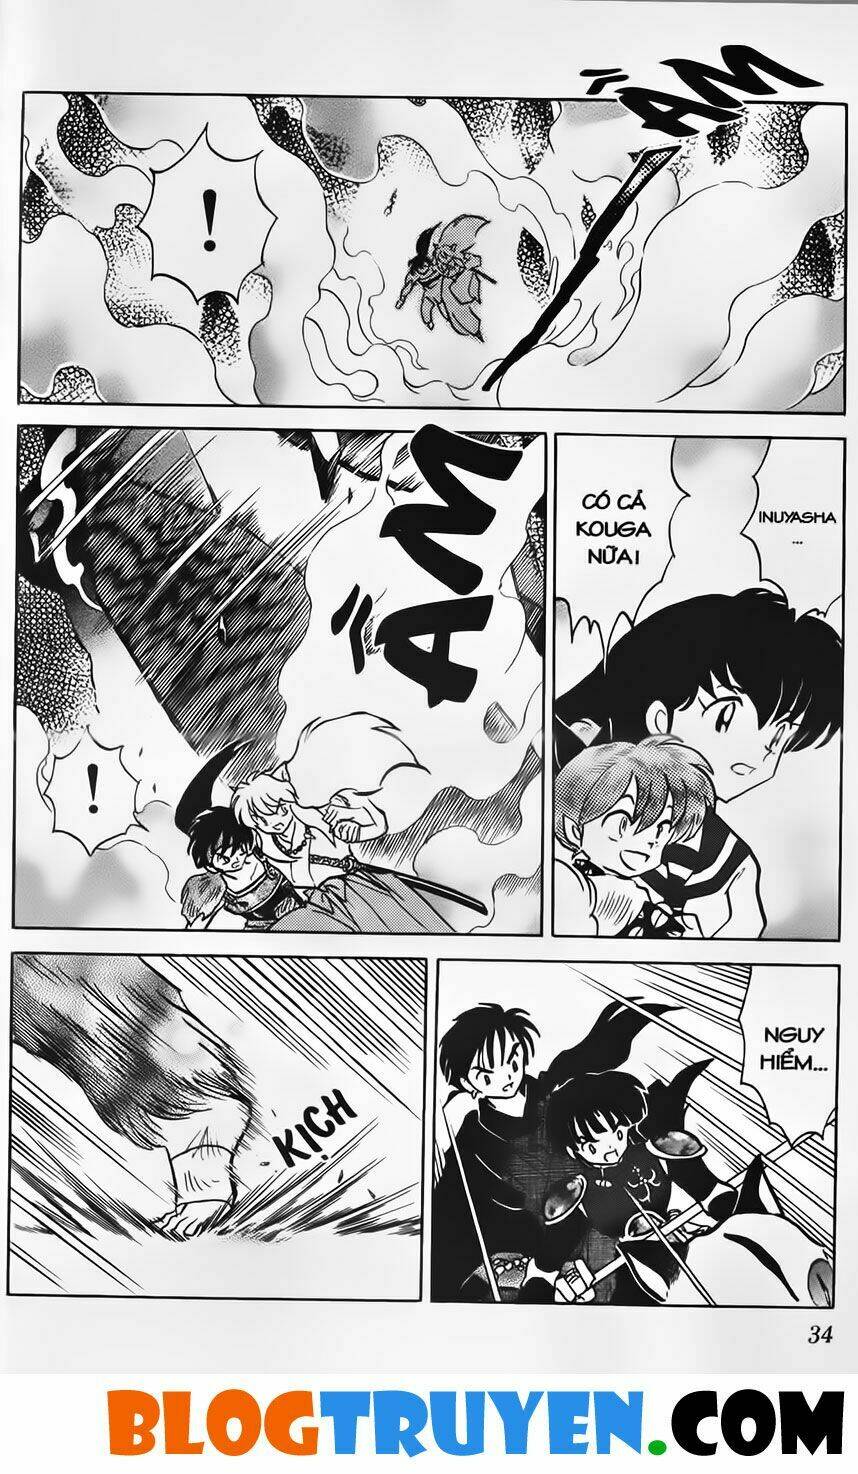 ẦM
!
INUYASHA
...
CÓ CẢ
KOUGA
NỮA!
ẦM
!
KỊCH
NGUY
HIỂM...
34
BLOGTRUYEN.COM